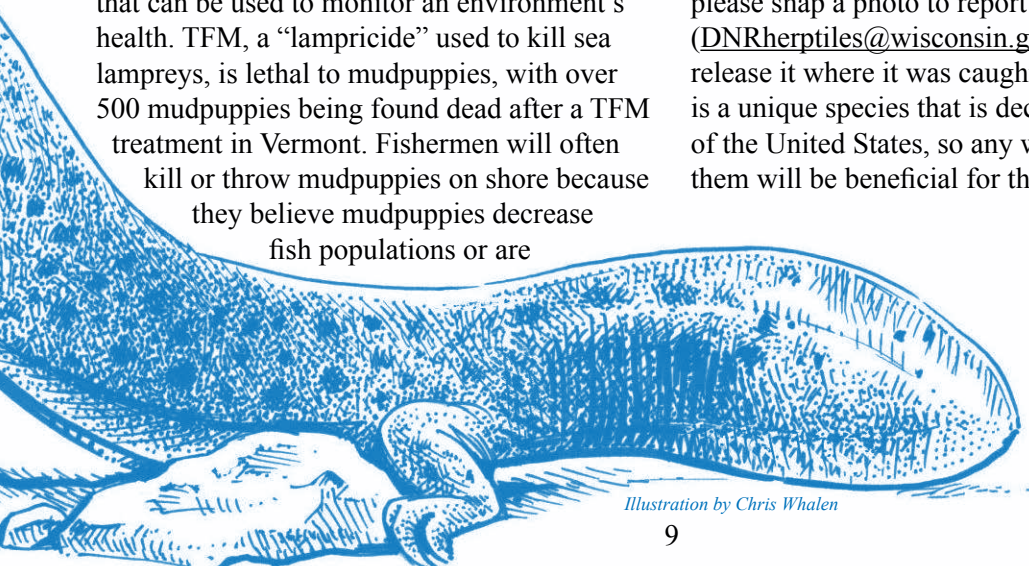 that can be used to monitor an environment's
health. TFM, a “lampricide” used to kill sea
lampreys, is lethal to mudpuppies, with over
500 mudpuppies being found dead after a TFM
treatment in Vermont. Fishermen will often
kill or throw mudpuppies on shore because
they believe mudpuppies decrease
fish populations or are
please snap a photo to report
(DNRherptiles@wisconsin.g
release it where it was caugh
is a unique species that is dec
of the United States, so any
them will be beneficial for th
Illustration by Chris Whalen
9